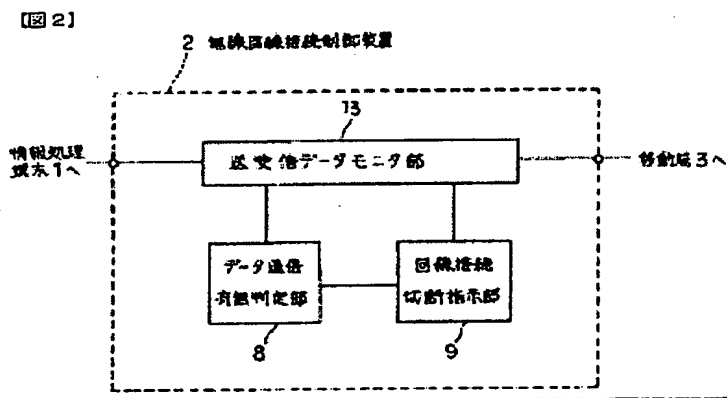 【図2】
2 無線回線接続制御装置
13
情報処理
端末1へ
送受信データモニタ部
移動局3へ
データ通信
有無判定部
回線接続
切断指示部
8
9